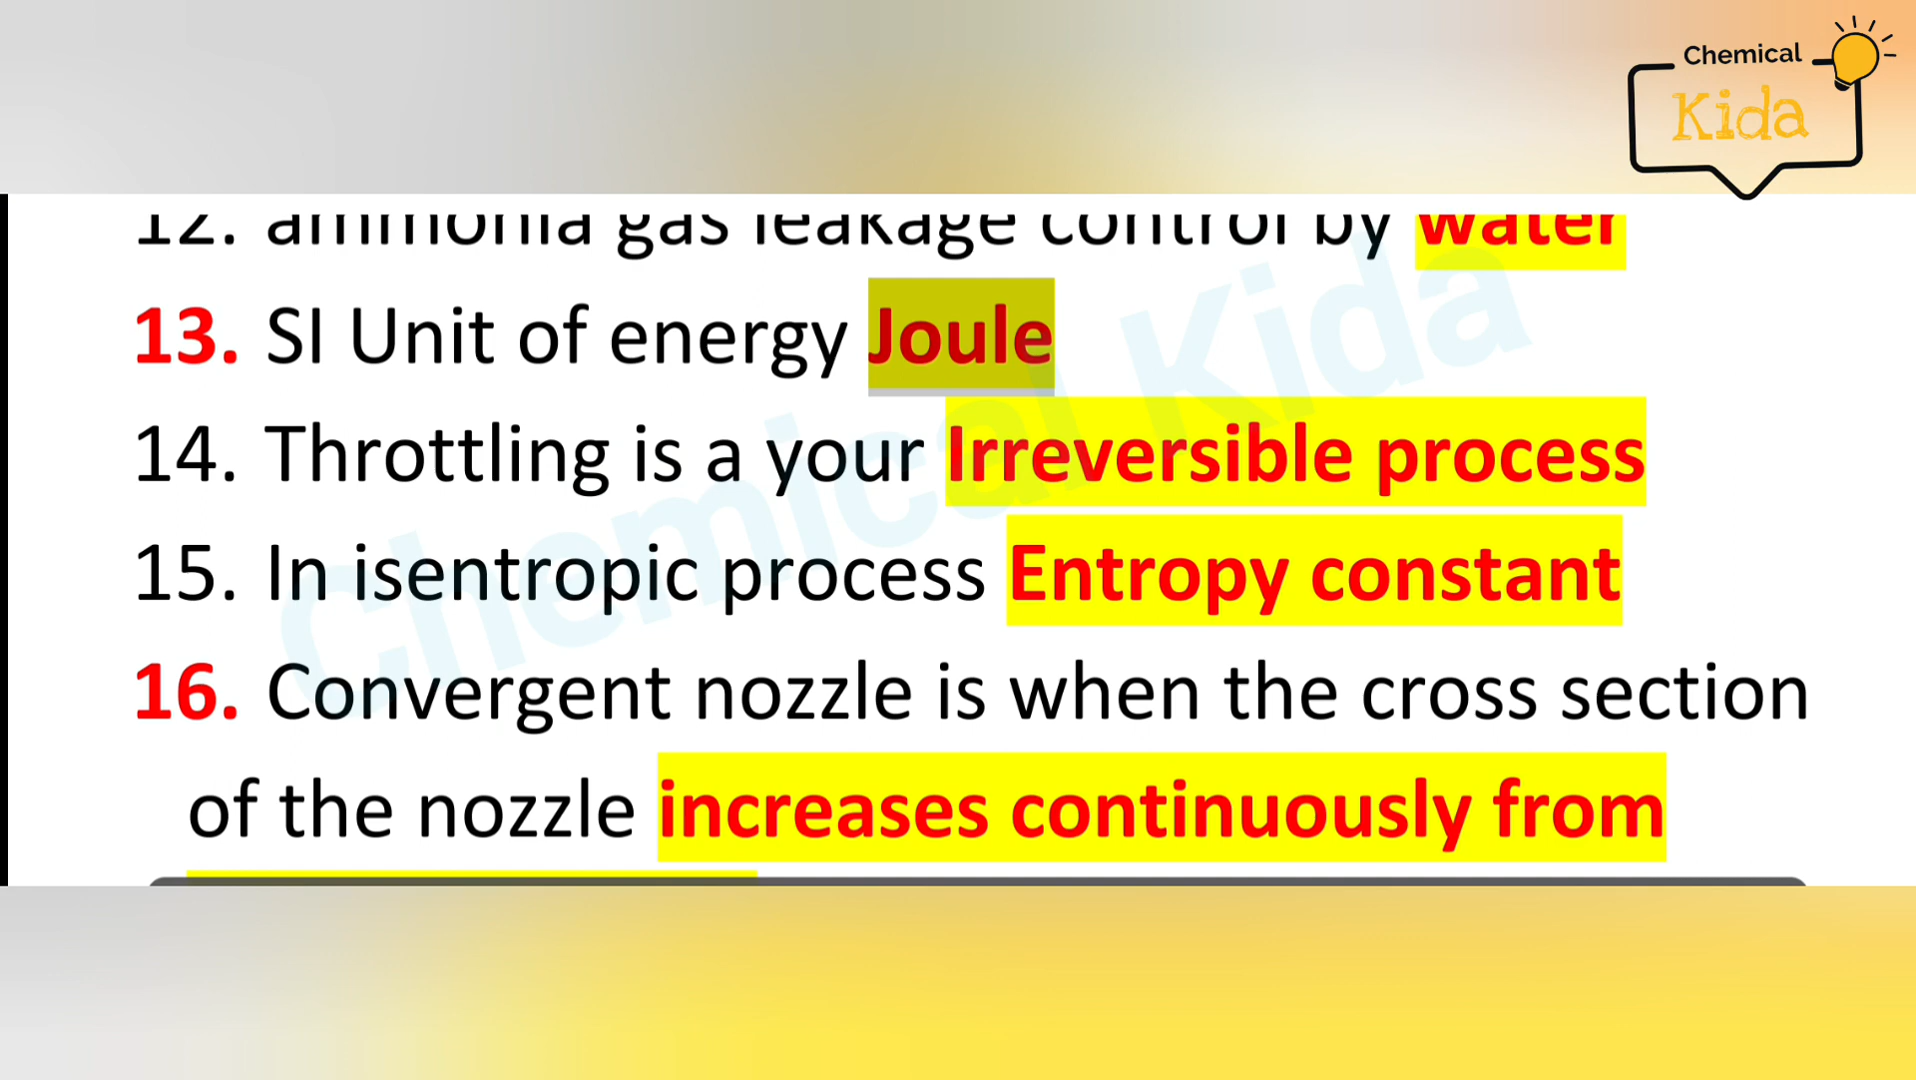 Chemical
Kida
12. ammonia gas leakage control by water
13. SI Unit of energy Joule
14. Throttling is a your Irreversible process
15. In isentropic process Entropy constant
16. Convergent nozzle is when the cross section
of the nozzle increases continuously from
Chemical Kida